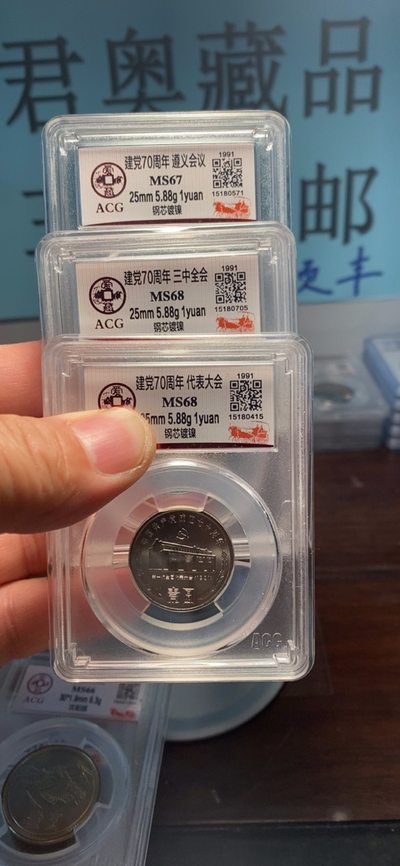 君奥藏品
邮
建党70周年 遵义会议
1991
MS67
25mm 5.88g 1yuan
15180571
ACG
钢芯镀镍
建党70周年 三中全会
1991
MS68
25mm 5.88g 1yuan
15180705
ACG
钢芯镀镍
建党70周年 代表大会
1991
MS68
5mm 5.88g 1yuan
15180415
钢芯镀镍
ACG
MS66
ACG